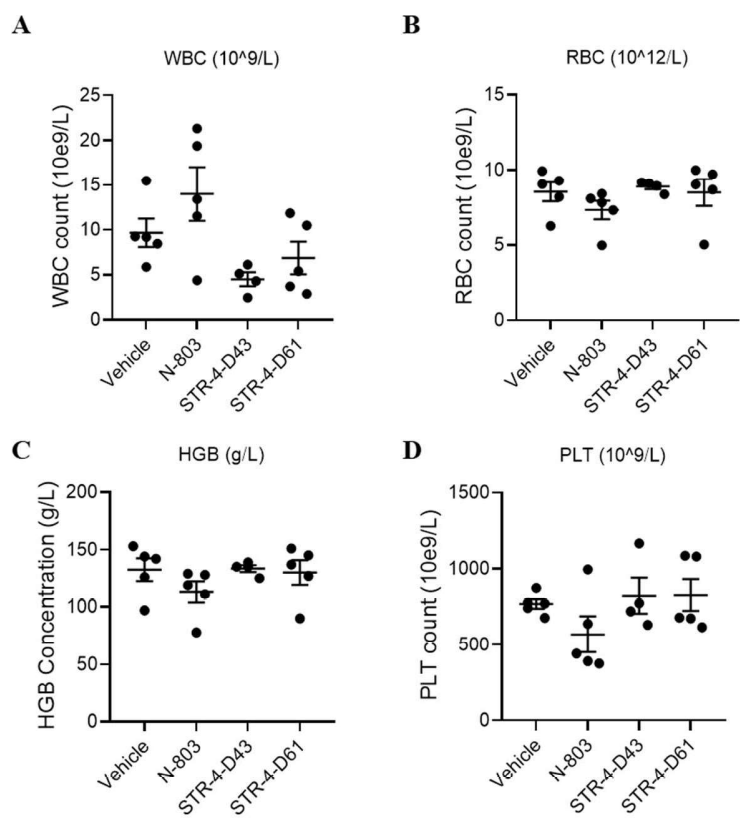 A
WBC (10^9/L)
WBC count (10e9/L)
25
20
15
10
5
0
Vehicle
N-803
STR-4-D43
STR-4-D61
B
RBC (10^12/L)
RBC count (10e9/L)
15
10
5
0
Vehicle
N-803
STR-4-D43
STR-4-D61
C
HGB (g/L)
HGB Concentration (g/L)
200
150
100
50
0
Vehicle
N-803
STR-4-D43
STR-4-D61
D
PLT (10^9/L)
PLT count (10e9/L)
1500
1000
500
0
Vehicle
N-803
STR-4-D43
STR-4-D61